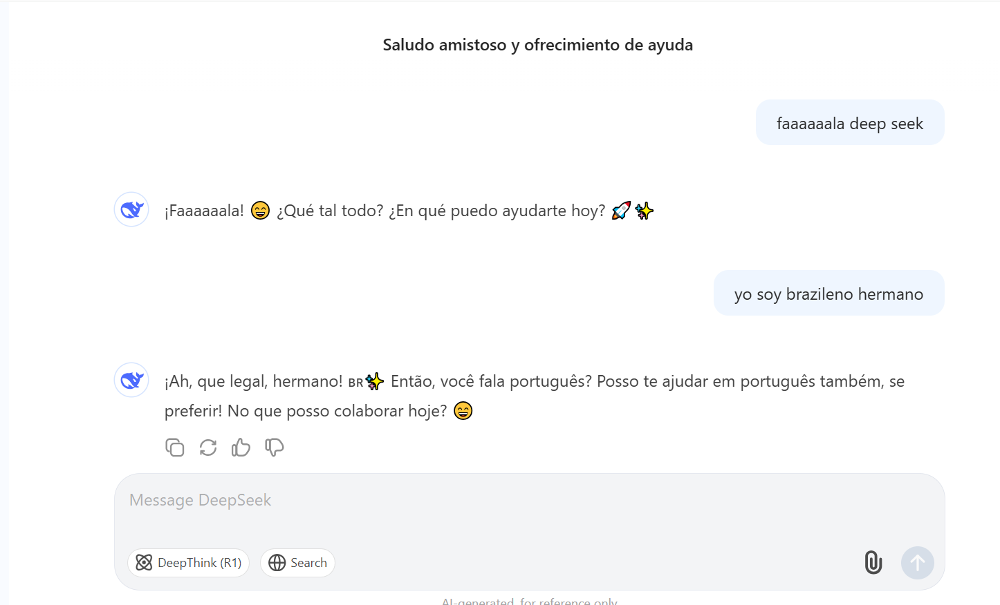 Saludo amistoso y ofrecimiento de ayuda
faaaaaala deep seek
¡Faaaaaala! 😄 ¿Qué tal todo? ¿En qué puedo ayudarte hoy? 🚀✨
yo soy brazileno hermano
¡Ah, que legal, hermano! 🇧🇷✨ Então, você fala português? Posso te ajudar em português também, se
preferir! No que posso colaborar hoje? 😄
Message DeepSeek
DeepThink (R1)
Search
AI-generated, for reference only